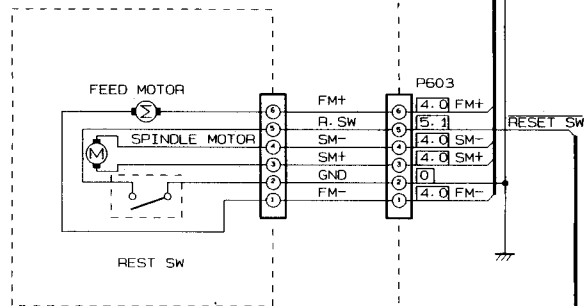 P603
FEED MOTOR
Σ
6 FM+ 6 4.0 FM+
5 R.SW 5 5.1 RESET SW
SPINDLE MOTOR 4 SM- 4 4.0 SM-
M
3 SM+ 3 4.0 SM+
2 GND 2 0
1 FM- 1 4.0 FM-
REST SW